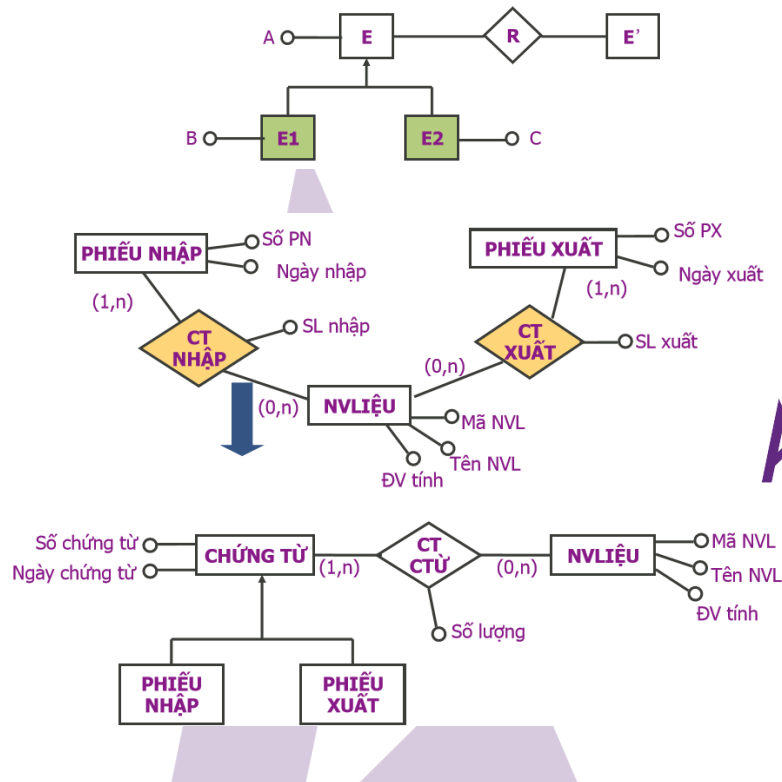 A
E
R
E'
B
E1
E2
C
PHIẾU NHẬP
Số PN
Ngày nhập
PHIẾU XUẤT
Số PX
Ngày xuất
(1,n)
(1,n)
CT
NHẬP
SL nhập
CT
XUẤT
SL xuất
(0,n)
(0,n)
NVLIỆU
Mã NVL
Tên NVL
ĐV tính
Số chứng từ
Ngày chứng từ
CHỨNG TỪ
(1,n)
CT
CTỪ
(0,n)
NVLIỆU
Mã NVL
Tên NVL
ĐV tính
Số lượng
PHIẾU
NHẬP
PHIẾU
XUẤT